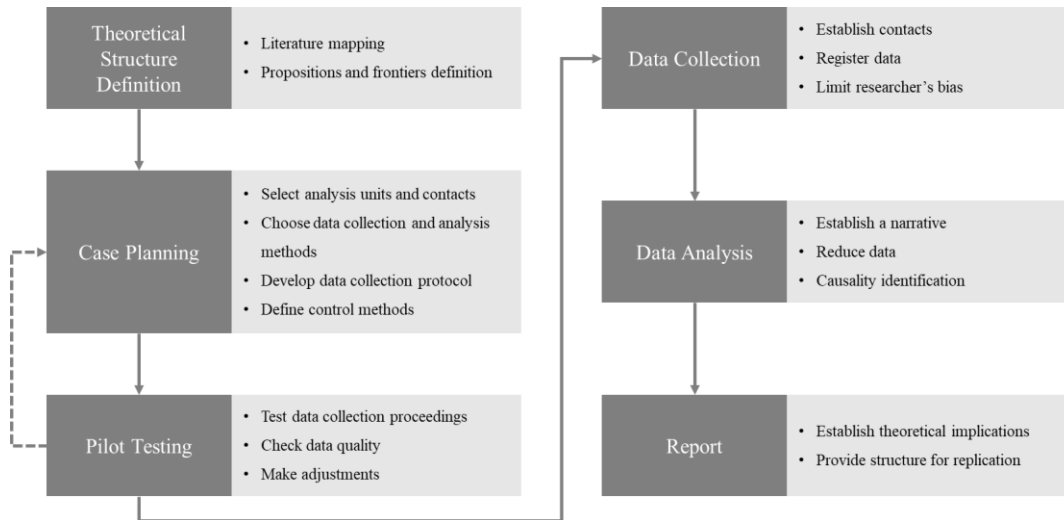 Theoretical
Structure
Definition
• Literature mapping
• Propositions and frontiers definition
Case Planning
• Select analysis units and contacts
• Choose data collection and analysis
methods
• Develop data collection protocol
• Define control methods
Pilot Testing
• Test data collection proceedings
• Check data quality
• Make adjustments
Data Collection
• Establish contacts
• Register data
• Limit researcher’s bias
Data Analysis
• Establish a narrative
• Reduce data
• Causality identification
Report
• Establish theoretical implications
• Provide structure for replication